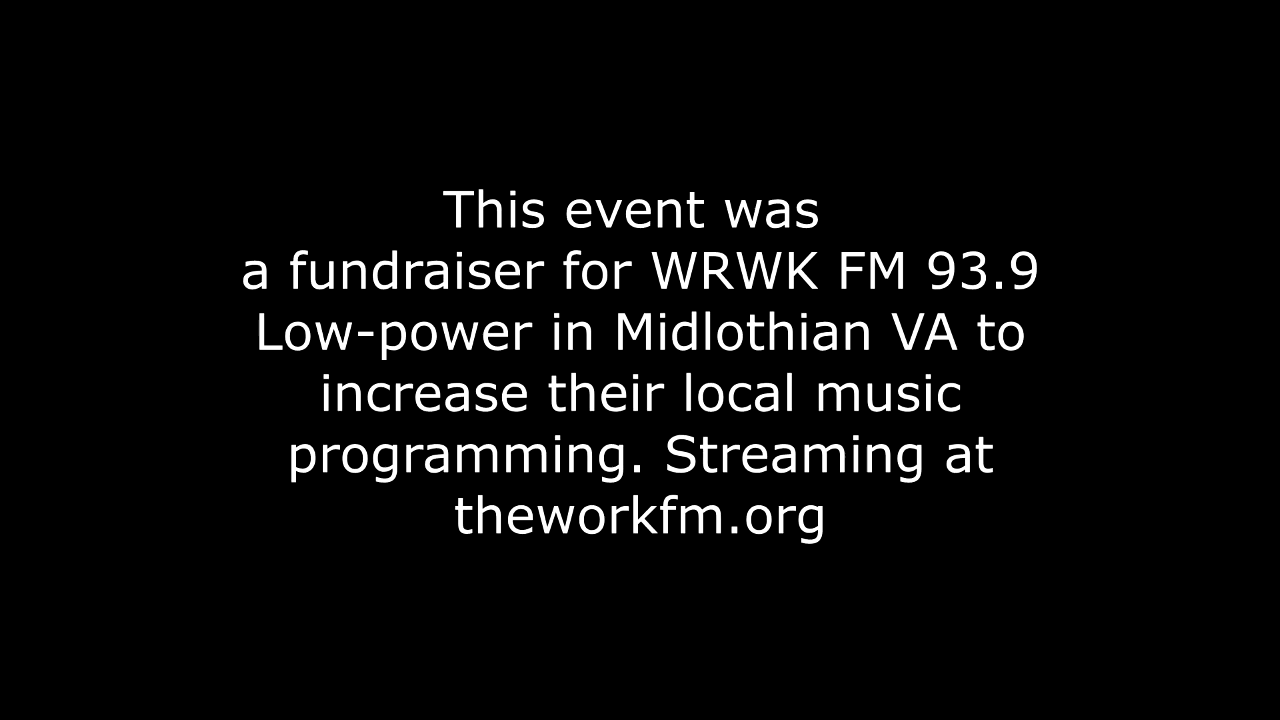 This event was
a fundraiser for WRWK FM 93.9
Low-power in Midlothian VA to
increase their local music
programming. Streaming at
theworkfm.org